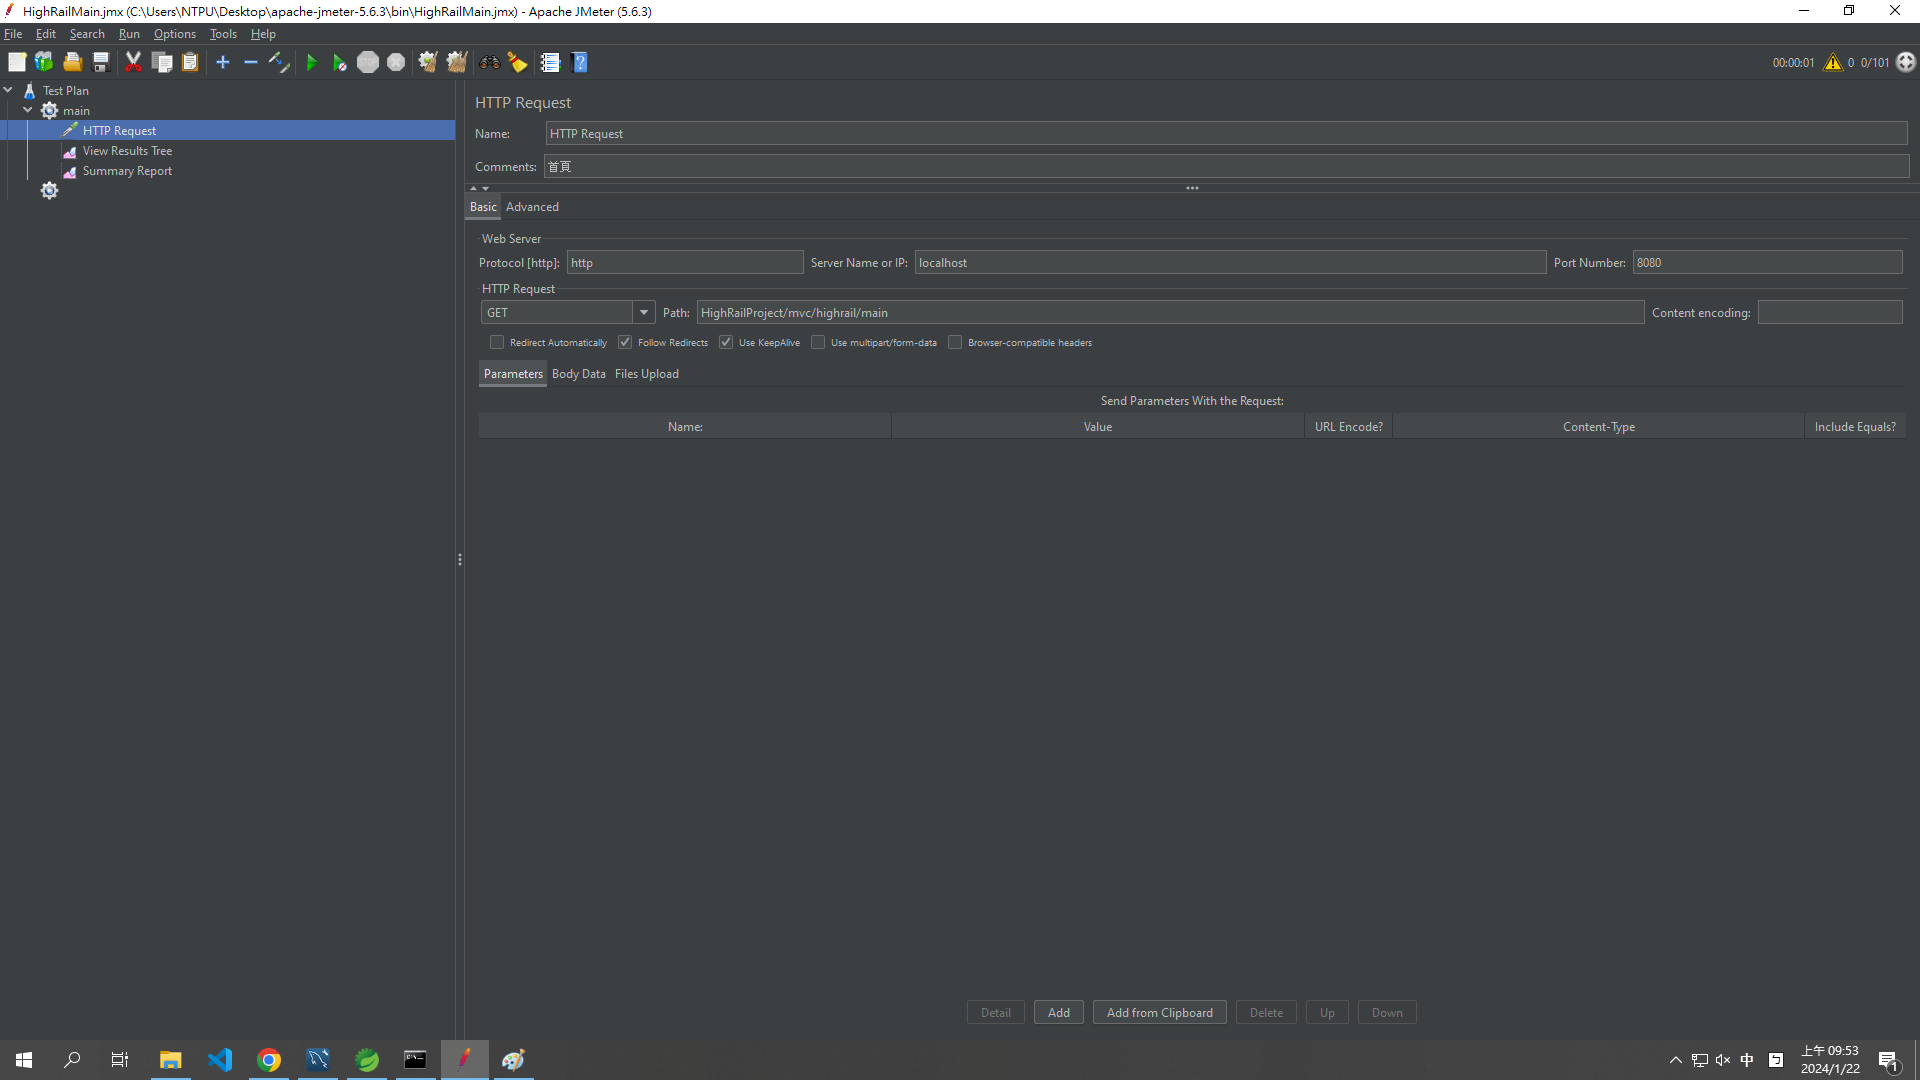 HighRailMain.jmx (C:\Users\NTPU\Desktop\apache-jmeter-5.6.3\bin\HighRailMain.jmx) - Apache JMeter (5.6.3)
File Edit Search Run Options Tools Help
00:00:01 0 0/101
Test Plan
main
HTTP Request
View Results Tree
Summary Report
HTTP Request
Name: HTTP Request
Comments: 首頁
Basic Advanced
Web Server
Protocol [http]: http Server Name or IP: localhost Port Number: 8080
HTTP Request
GET Path: HighRailProject/mvc/highrail/main Content encoding:
Redirect Automatically Follow Redirects Use KeepAlive Use multipart/form-data Browser-compatible headers
Parameters Body Data Files Upload
Send Parameters With the Request:
Name: Value URL Encode? Content-Type Include Equals?
Detail Add Add from Clipboard Delete Up Down
中 ㄅ 上午 09:53
2024/1/22 1